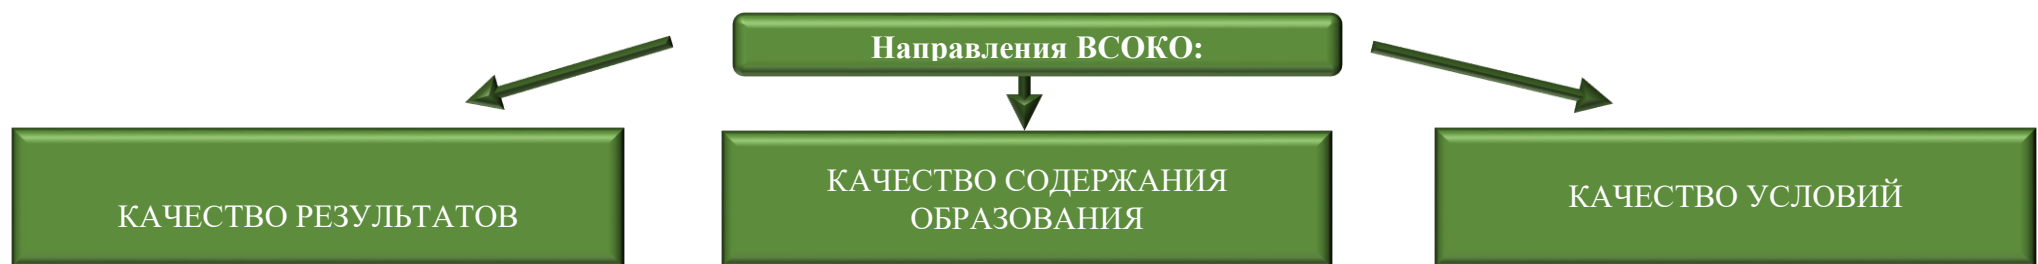 Направления ВСОКО:
КАЧЕСТВО РЕЗУЛЬТАТОВ
КАЧЕСТВО СОДЕРЖАНИЯ
ОБРАЗОВАНИЯ
КАЧЕСТВО УСЛОВИЙ